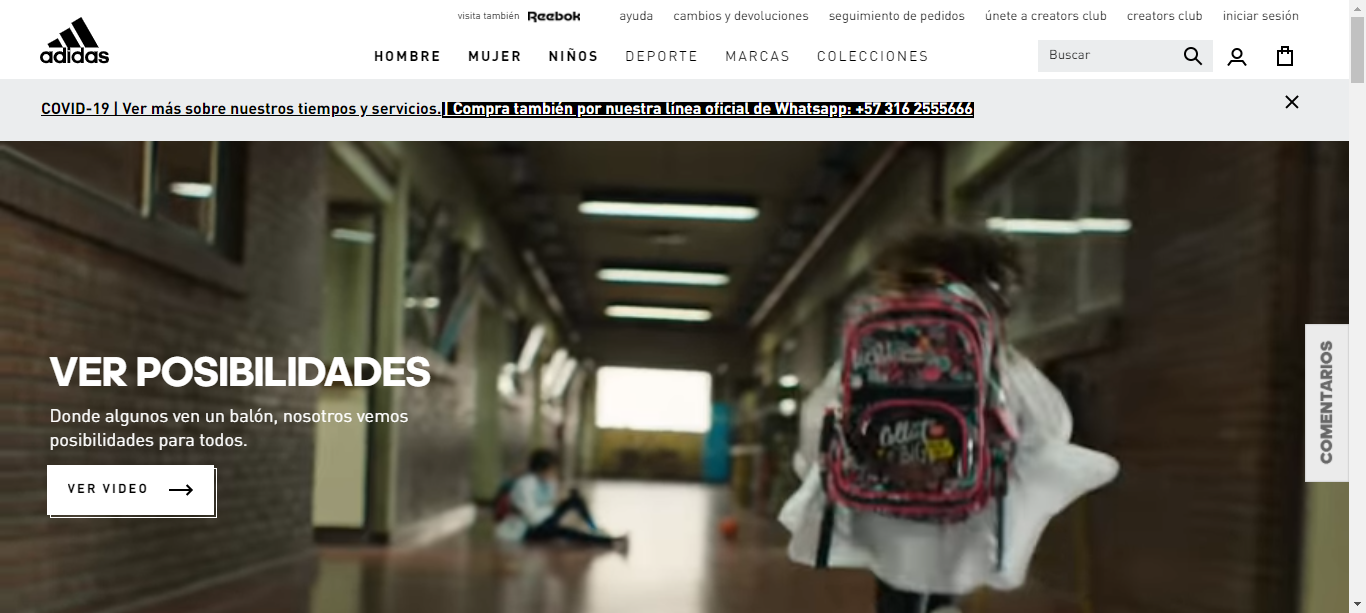 visita también Reebok ayuda cambios y devoluciones seguimiento de pedidos únete a creators club creators club iniciar sesión
adidas
HOMBRE MUJER NIÑOS DEPORTE MARCAS COLECCIONES Buscar
COVID-19 | Ver más sobre nuestros tiempos y servicios.| Compra también por nuestra línea oficial de Whatsapp: +57 316 2555666
VER POSIBILIDADES
Donde algunos ven un balón, nosotros vemos
posibilidades para todos.
VER VIDEO
COMENTARIOS